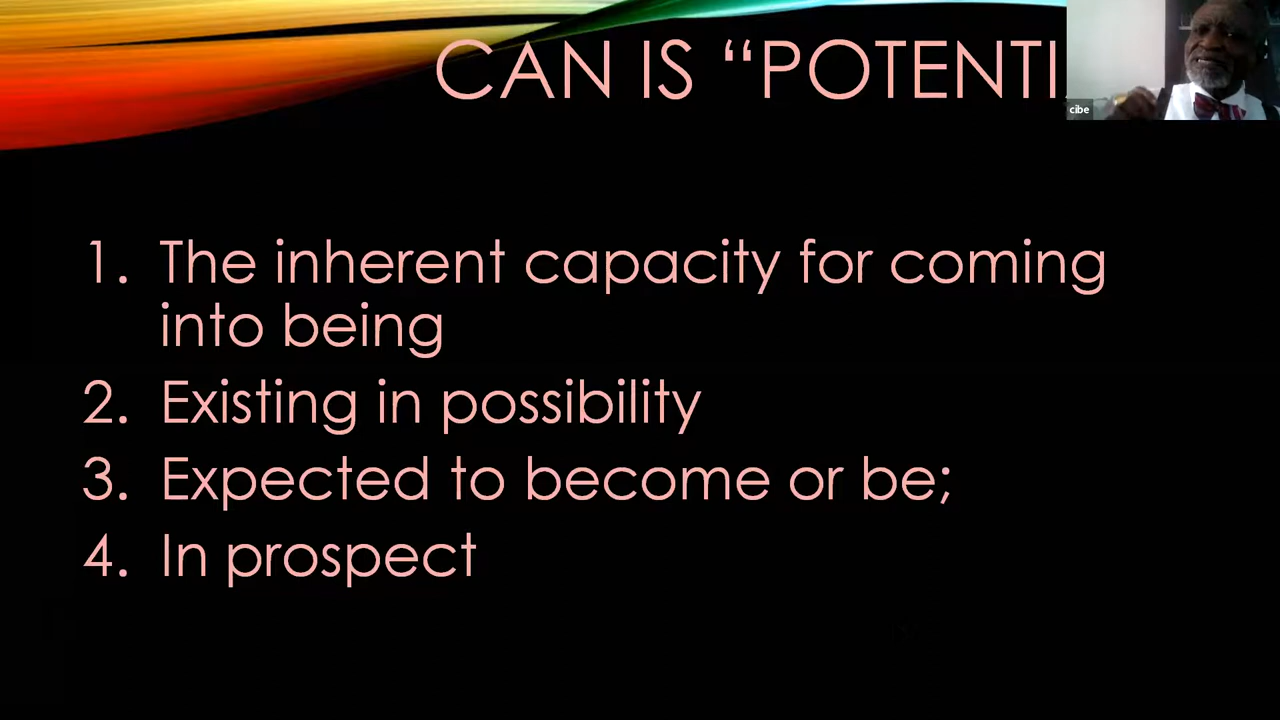 CAN IS “POTENTI
cibe
1. The inherent capacity for coming
into being
2. Existing in possibility
3. Expected to become or be;
4. In prospect